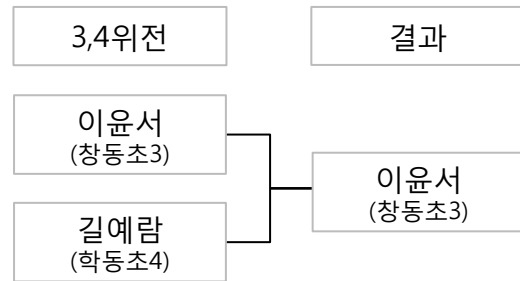 3,4위전
결과
이윤서
(창동초3)
길예람
(학동초4)
이윤서
(창동초3)